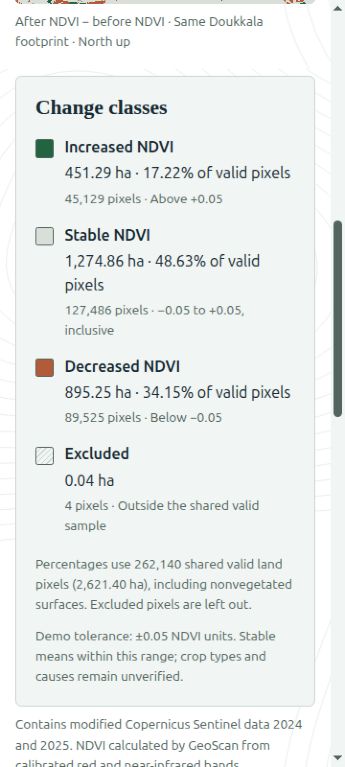 After NDVI − before NDVI · Same Doukkala
footprint · North up
Change classes
Increased NDVI
451.29 ha · 17.22% of valid pixels
45,129 pixels · Above +0.05
Stable NDVI
1,274.86 ha · 48.63% of valid
pixels
127,486 pixels · −0.05 to +0.05,
inclusive
Decreased NDVI
895.25 ha · 34.15% of valid pixels
89,525 pixels · Below −0.05
Excluded
0.04 ha
4 pixels · Outside the shared valid
sample
Percentages use 262,140 shared valid land
pixels (2,621.40 ha), including nonvegetated
surfaces. Excluded pixels are left out.
Demo tolerance: ±0.05 NDVI units. Stable
means within this range; crop types and
causes remain unverified.
Contains modified Copernicus Sentinel data 2024
and 2025. NDVI calculated by GeoScan from
calibrated red and near-infrared bands